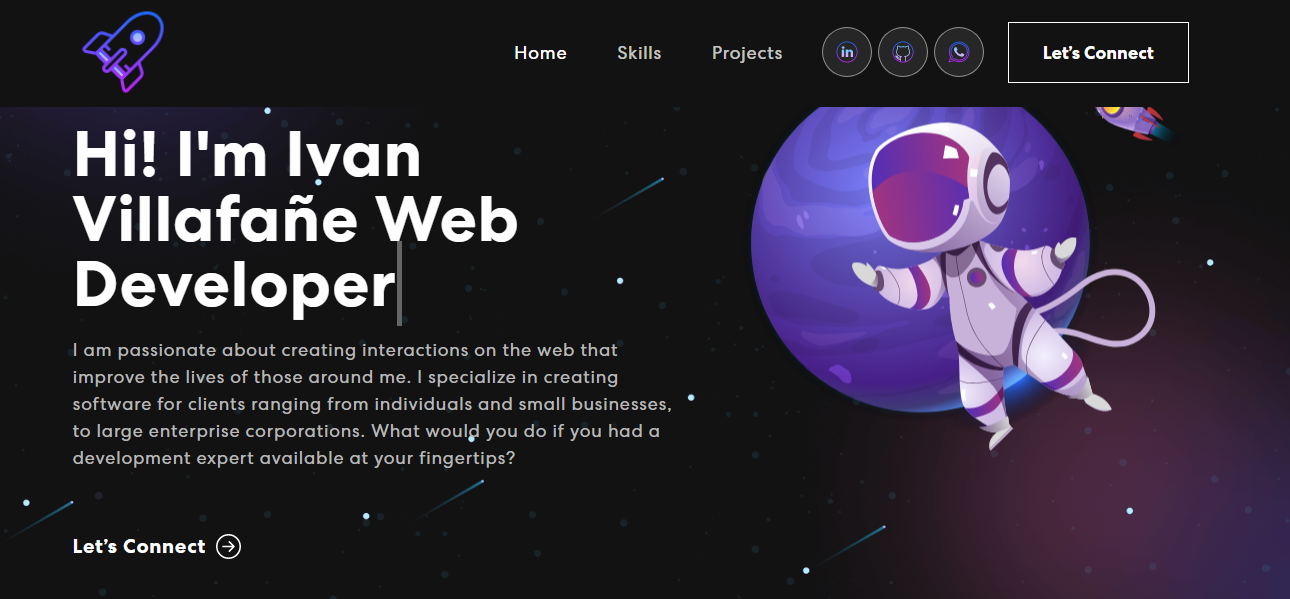 Home Skills Projects in Let's Connect
Hi! I'm Ivan
Villafañe Web
Developer
I am passionate about creating interactions on the web that
improve the lives of those around me. I specialize in creating
software for clients ranging from individuals and small businesses,
to large enterprise corporations. What would you do if you had a
development expert available at your fingertips?
Let's Connect